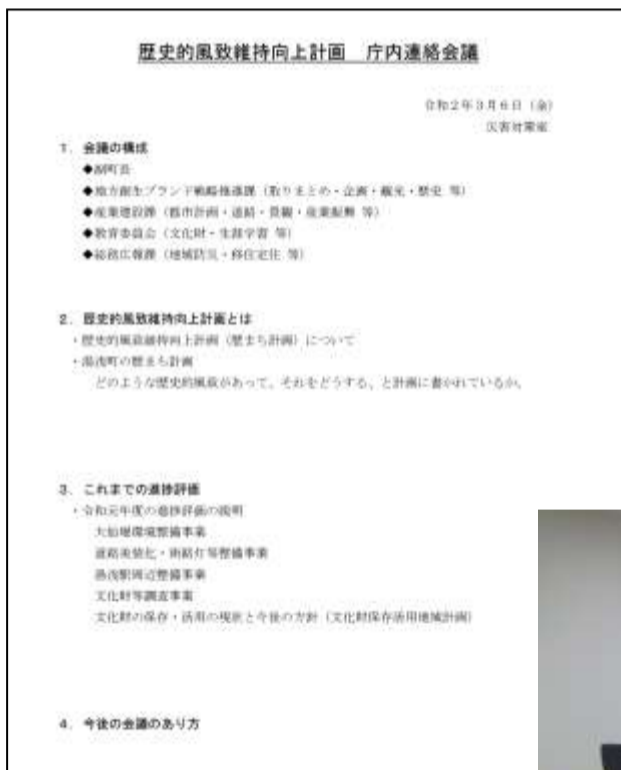 歴史的風致維持向上計画　庁内連絡会議
令和２年３月６日（金）
災害対策室
１．会議の構成
◆副町長
◆地方創生ブランド戦略推進課（取りまとめ・企画・観光・歴史 等）
◆産業建設課（都市計画・道路・景観・産業振興 等）
◆教育委員会（文化財・生涯学習 等）
◆総務広報課（地域防災・移住定住 等）
２．歴史的風致維持向上計画とは
・歴史的風致維持向上計画（歴まち計画）について
・湯浅町の歴まち計画
どのような歴史的風致があって、それをどうする、と計画に書かれているか。
３．これまでの進捗評価
・令和元年度の進捗評価の説明
大仙堀環境整備事業
道路美装化・街路灯等整備事業
湯浅駅周辺整備事業
文化財等調査事業
文化財の保存・活用の現状と今後の方針（文化財保存活用地域計画）
４．今後の会議のあり方